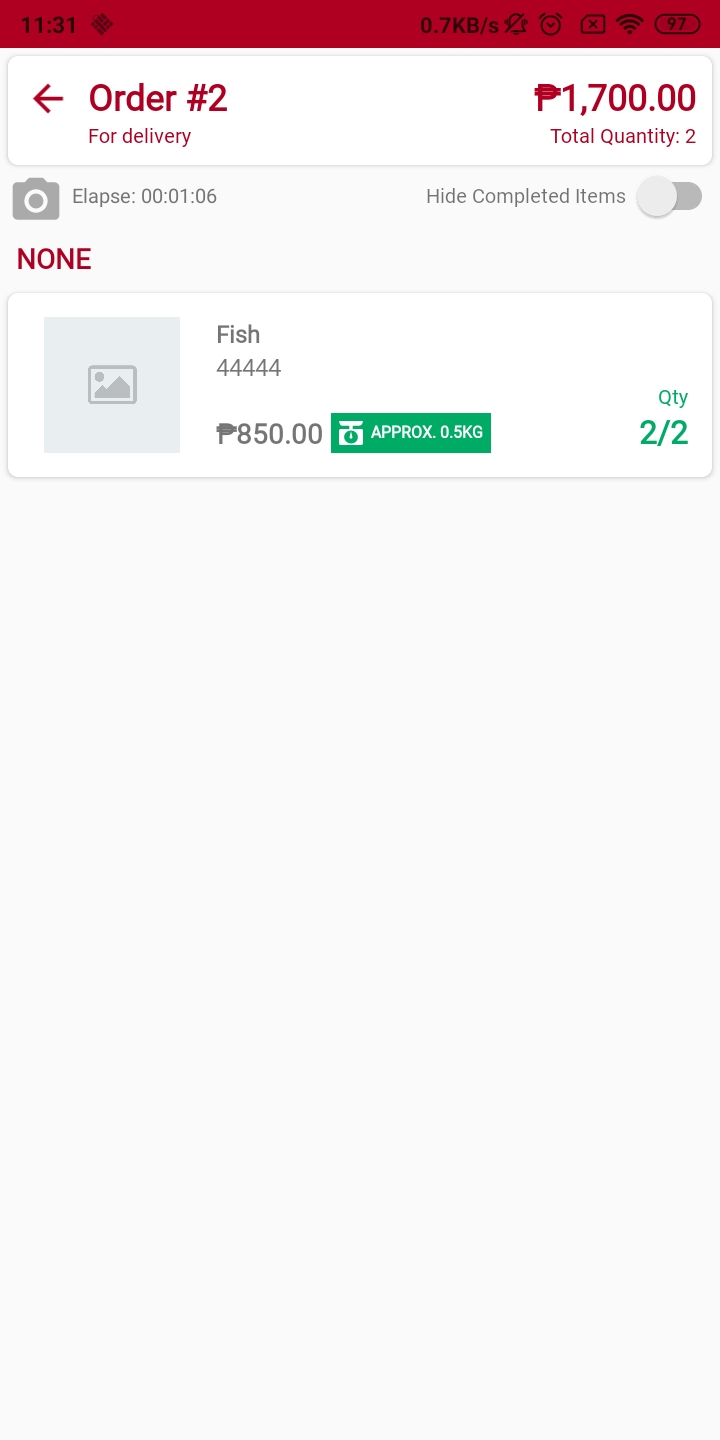 11:31 0.7KB/s 97
Order #2 ₱1,700.00
For delivery Total Quantity: 2
Elapse: 00:01:06 Hide Completed Items
NONE
Fish
44444
Qty
₱850.00 APPROX. 0.5KG 2/2